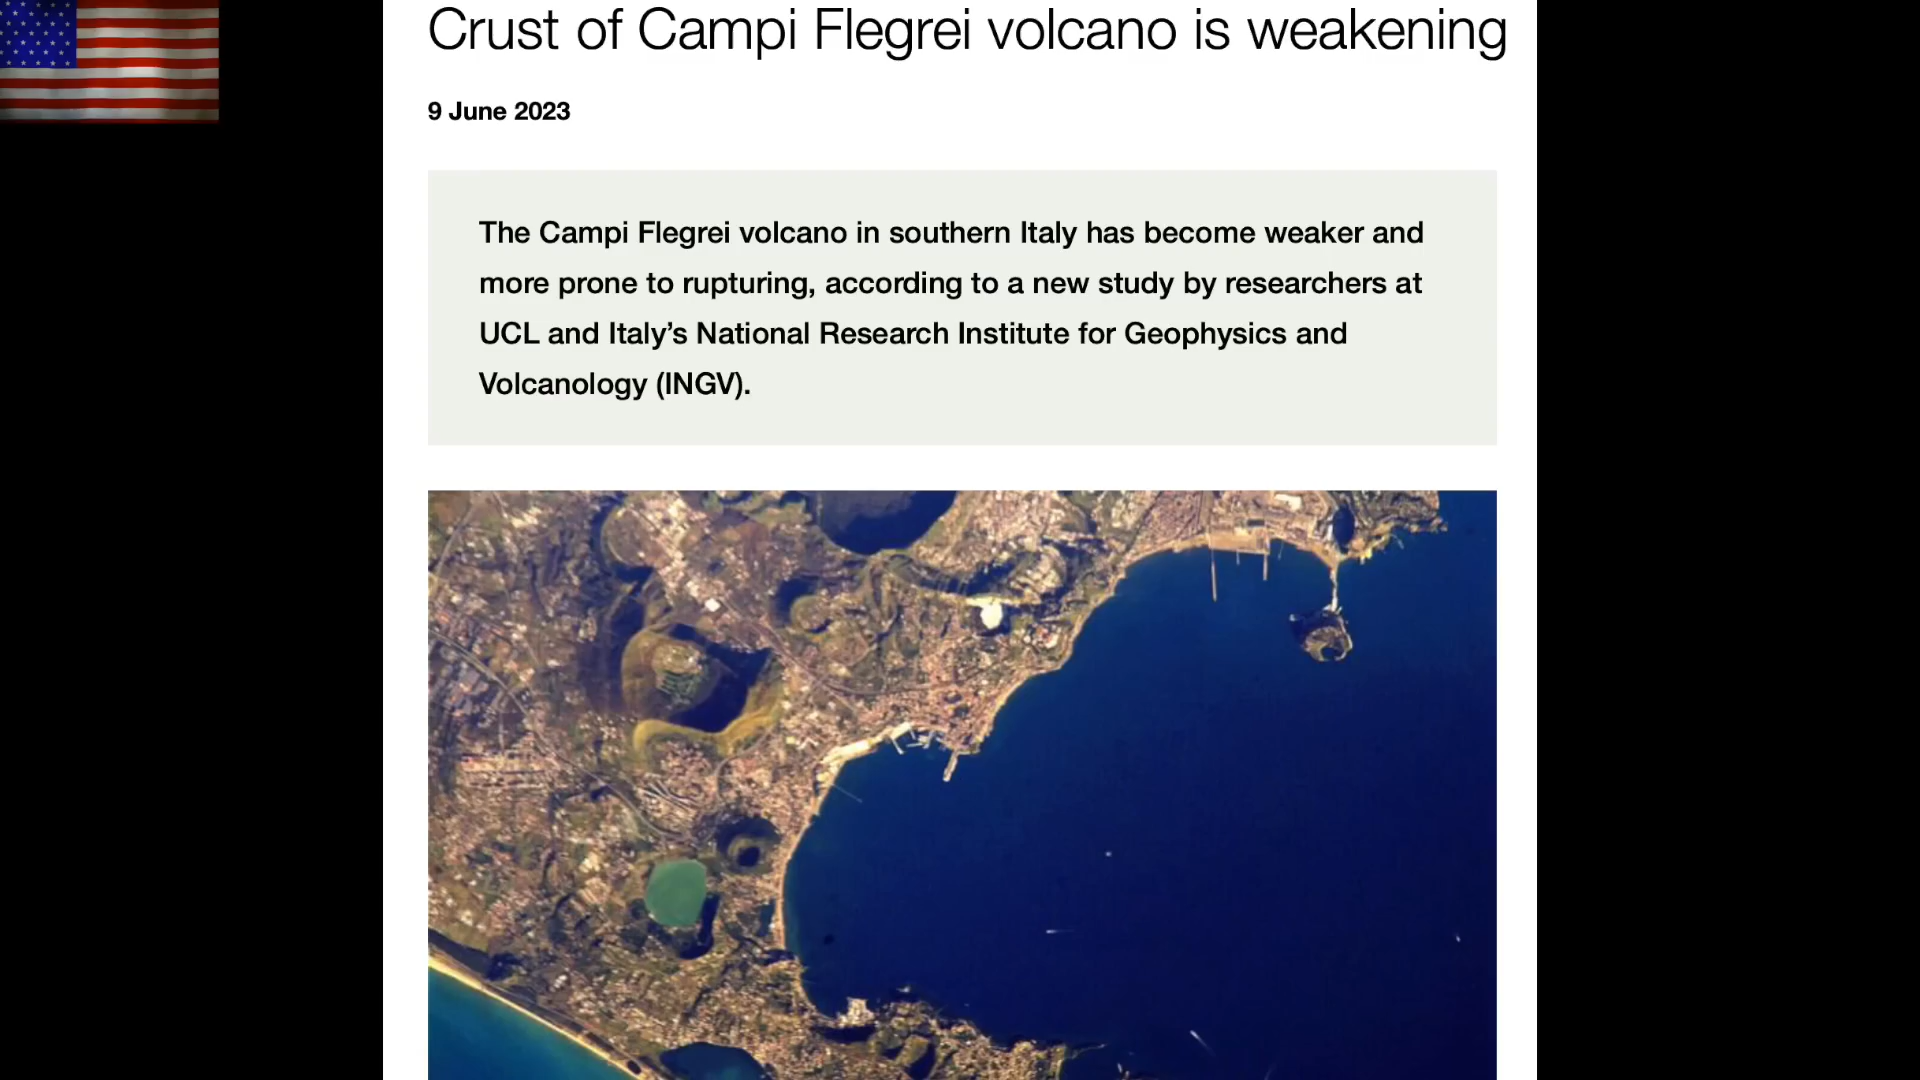 Crust of Campi Flegrei volcano is weakening
9 June 2023
The Campi Flegrei volcano in southern Italy has become weaker and
more prone to rupturing, according to a new study by researchers at
UCL and Italy’s National Research Institute for Geophysics and
Volcanology (INGV).